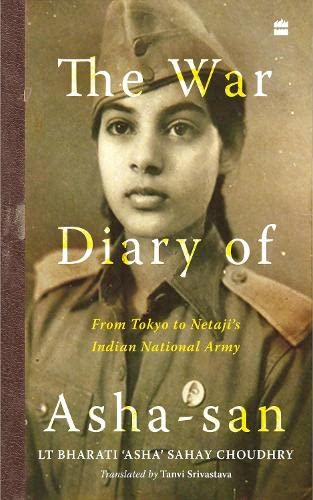 The War
Diary of
From Tokyo to Netaji's
Indian National Army
Asha-san
LT BHARATI 'ASHA' SAHAY CHOUDHRY
Translated by Tanvi Srivastava